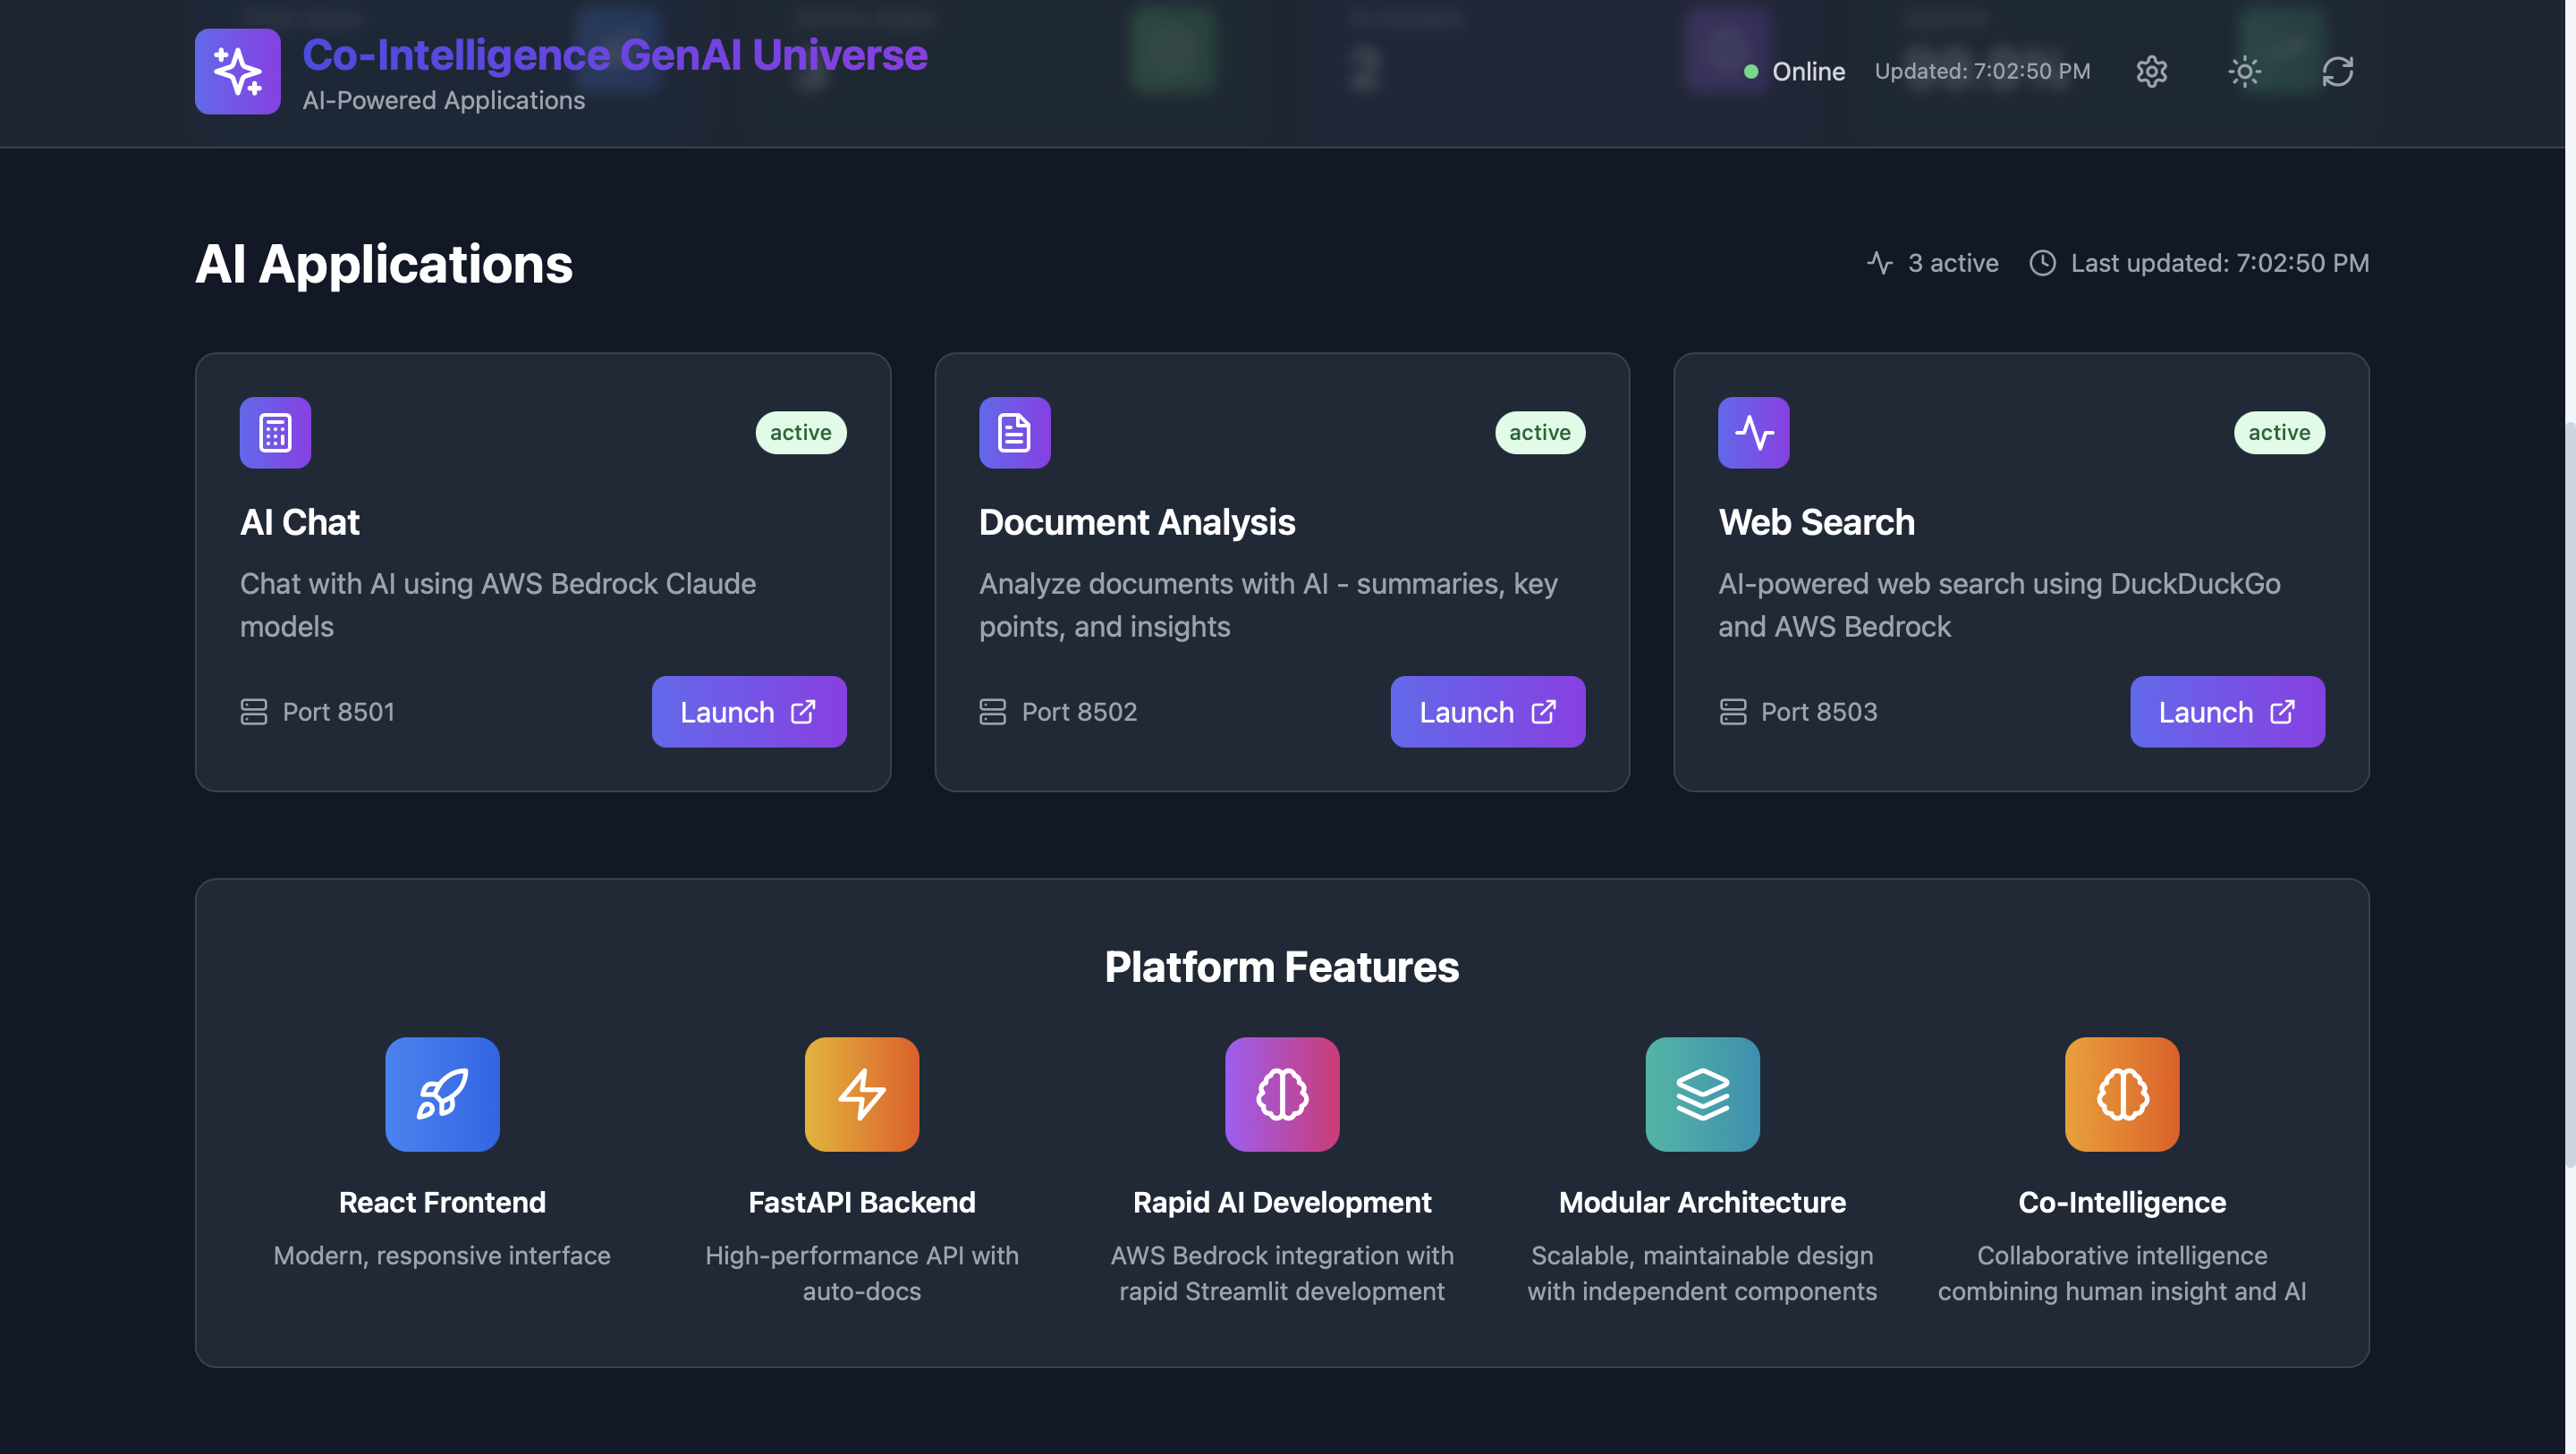 Co-Intelligence GenAI Universe
AI-Powered Applications
Online
Updated: 7:02:50 PM
AI Applications
3 active
Last updated: 7:02:50 PM
active
AI Chat
Chat with AI using AWS Bedrock Claude
models
Port 8501
Launch
active
Document Analysis
Analyze documents with AI - summaries, key
points, and insights
Port 8502
Launch
active
Web Search
AI-powered web search using DuckDuckGo
and AWS Bedrock
Port 8503
Launch
Platform Features
React Frontend
Modern, responsive interface
FastAPI Backend
High-performance API with
auto-docs
Rapid AI Development
AWS Bedrock integration with
rapid Streamlit development
Modular Architecture
Scalable, maintainable design
with independent components
Co-Intelligence
Collaborative intelligence
combining human insight and AI